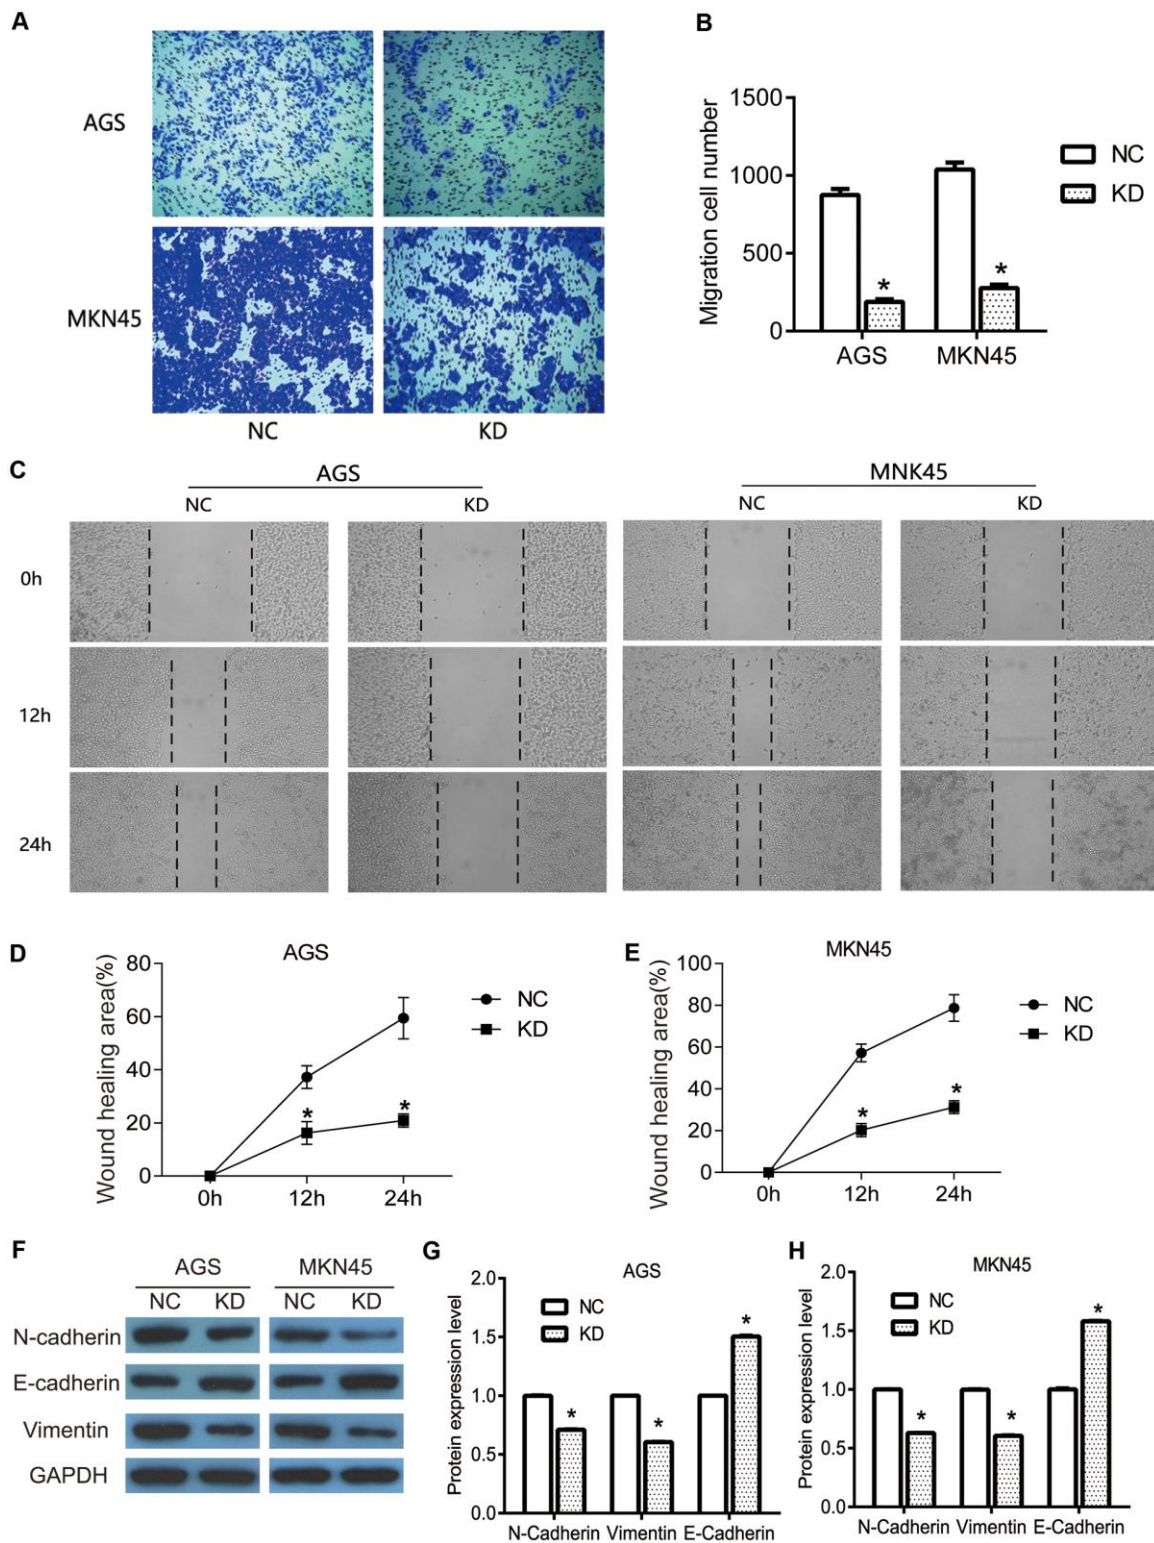 A
AGS
MKN45
NC
KD
B
Migration cell number
1500
1000
500
0
*
*
AGS
MKN45
NC
KD
C
AGS
MNK45
NC
KD
NC
KD
0h
12h
24h
D
AGS
Wound healing area(%)
80
60
40
20
0
*
*
0h
12h
24h
NC
KD
E
MKN45
Wound healing area(%)
100
80
60
40
20
0
*
*
0h
12h
24h
NC
KD
F
AGS
MKN45
NC
KD
NC
KD
N-cadherin
E-cadherin
Vimentin
GAPDH
G
AGS
Protein expression level
2.0
1.5
1.0
0.5
0.0
NC
KD
*
*
*
N-Cadherin Vimentin E-Cadherin
H
MKN45
Protein expression level
2.0
1.5
1.0
0.5
0.0
NC
KD
*
*
*
N-Cadherin Vimentin E-Cadherin